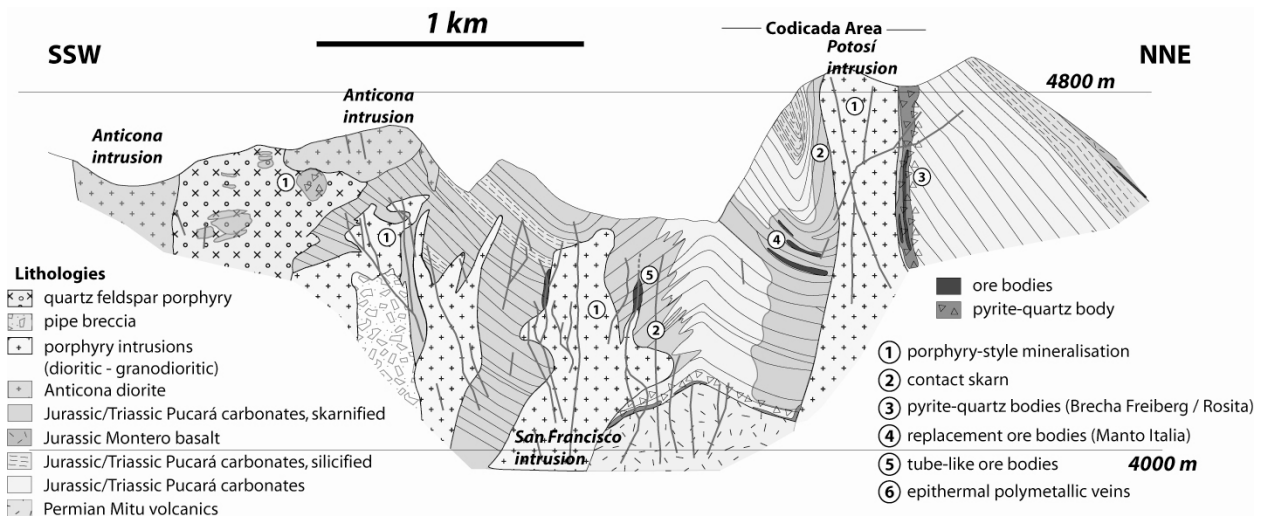 1 km
Codicada Area
SSW
Potosí
intrusion
NNE
4800 m
Anticona
intrusion
Anticona
intrusion
1
2
1
3
1
4
5
1
2
Lithologies
quartz feldspar porphyry
pipe breccia
porphyry intrusions
(dioritic - granodioritic)
Anticona diorite
Jurassic/Triassic Pucará carbonates, skarnified
Jurassic Montero basalt
Jurassic/Triassic Pucará carbonates, silicified
Jurassic/Triassic Pucará carbonates
Permian Mitu volcanics
San Francisco
intrusion
ore bodies
pyrite-quartz body
1 porphyry-style mineralisation
2 contact skarn
3 pyrite-quartz bodies (Brecha Freiberg / Rosita)
4 replacement ore bodies (Manto Italia)
5 tube-like ore bodies
6 epithermal polymetallic veins
4000 m